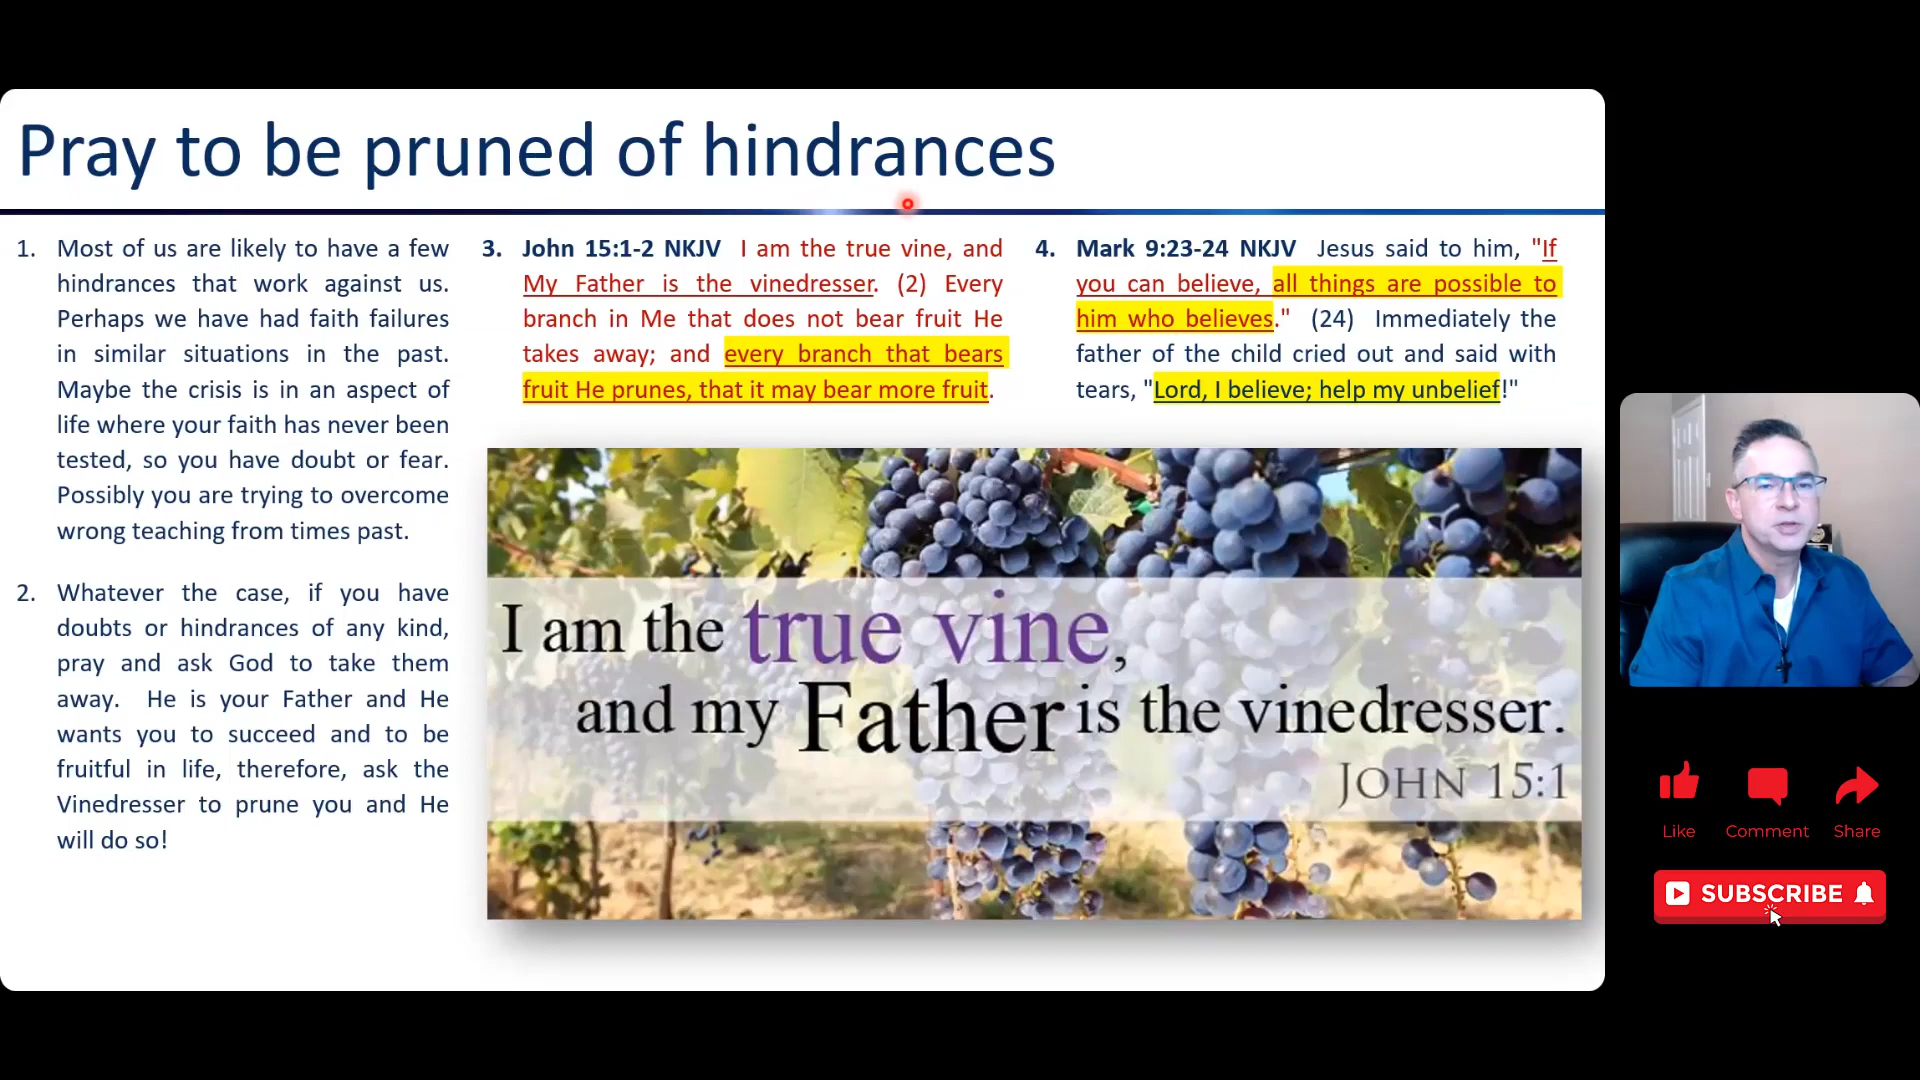 Pray to be pruned of hindrances
1. Most of us are likely to have a few
hindrances that work against us.
Perhaps we have had faith failures
in similar situations in the past.
Maybe the crisis is in an aspect of
life where your faith has never been
tested, so you have doubt or fear.
Possibly you are trying to overcome
wrong teaching from times past.
2. Whatever the case, if you have
doubts or hindrances of any kind,
pray and ask God to take them
away. He is your Father and He
wants you to succeed and to be
fruitful in life, therefore, ask the
Vinedresser to prune you and He
will do so!
3. John 15:1-2 NKJV I am the true vine, and
My Father is the vinedresser. (2) Every
branch in Me that does not bear fruit He
takes away; and every branch that bears
fruit He prunes, that it may bear more fruit.
4. Mark 9:23-24 NKJV Jesus said to him, "If
you can believe, all things are possible to
him who believes." (24) Immediately the
father of the child cried out and said with
tears, "Lord, I believe; help my unbelief!"
I am the true vine,
and my Father is the vinedresser.
JOHN 15:1
Like Comment Share
SUBSCRIBE